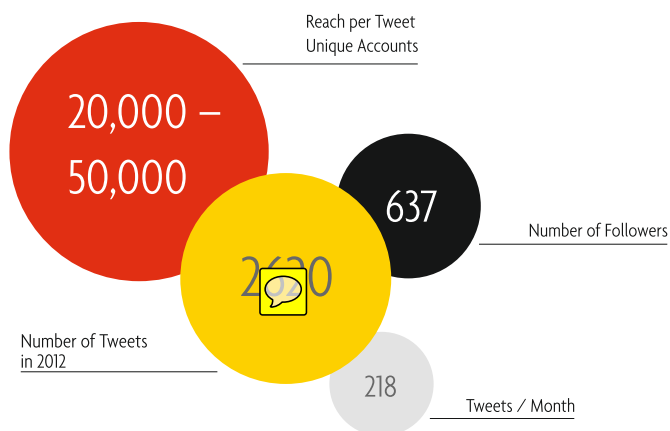 Reach per Tweet
Unique Accounts
20,000 –
50,000
637
Number of Followers
2620
Number of Tweets
in 2012
218
Tweets / Month